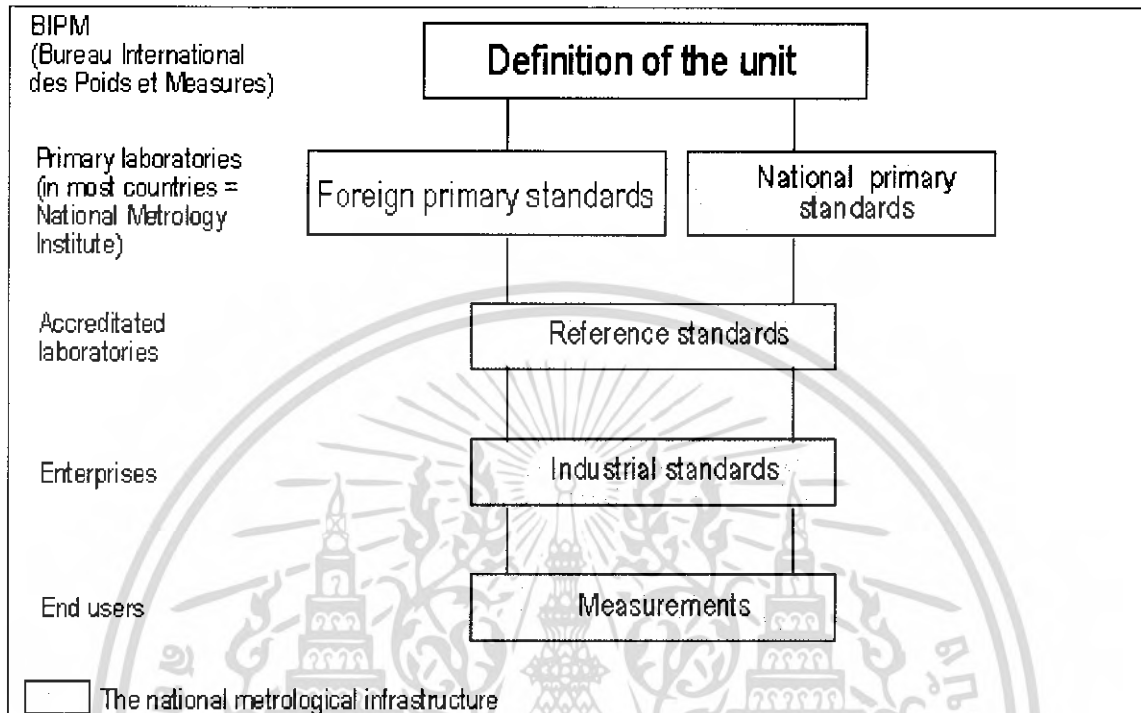 BIPM
(Bureau International
des Poids et Measures)
Definition of the unit
Primary laboratories
(in most countries =
National Metrology
Institute)
Foreign primary standards
National primary
standards
Accreditated
laboratories
Reference standards
Enterprises
Industrial standards
End users
Measurements
The national metrological infrastructure